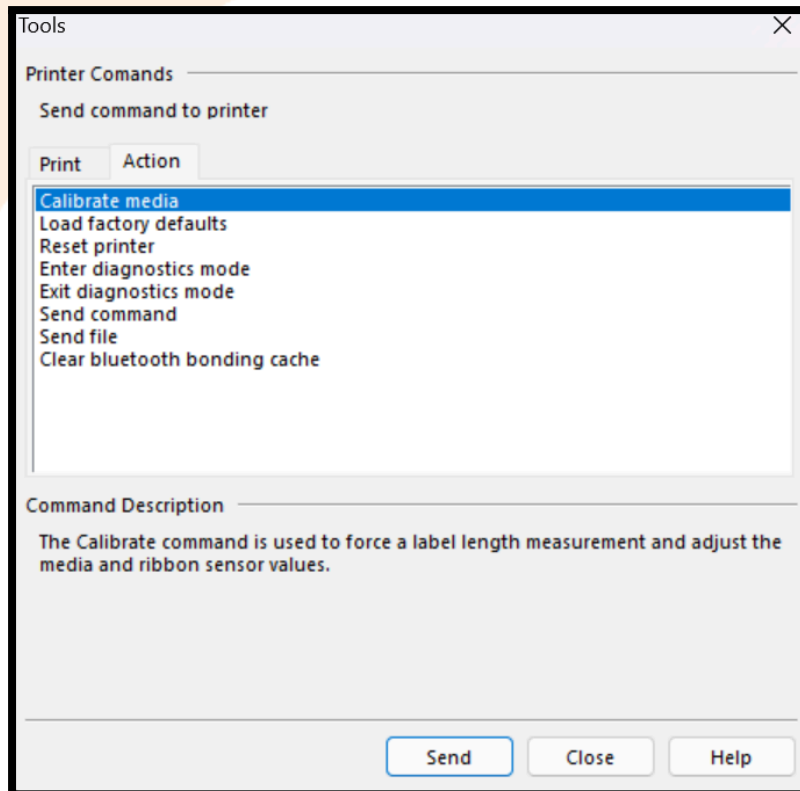 Tools
Printer Comands
Send command to printer
Print
Action
Calibrate media
Load factory defaults
Reset printer
Enter diagnostics mode
Exit diagnostics mode
Send command
Send file
Clear bluetooth bonding cache
Command Description
The Calibrate command is used to force a label length measurement and adjust the
media and ribbon sensor values.
Send
Close
Help